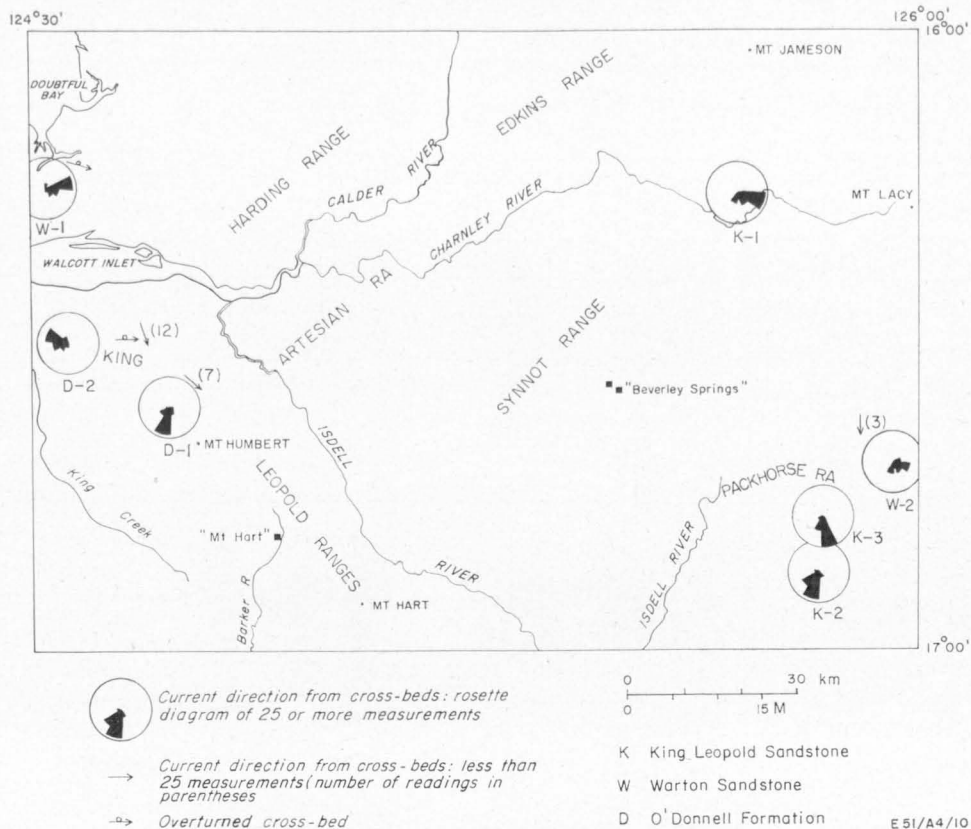 124°30'
126°00'
16°00'
MT JAMESON
DOUBTFUL
BAY
EDKINS RANGE
HARDING RANGE
CALDER RIVER
MT LACY
W-1
CHARNLEY RIVER
K-1
WALCOTT INLET
ARTESIAN RA
SYNNOT RANGE
(12)
KING
D-2
(7)
"Beverley Springs"
D-1
MT HUMBERT
(3)
ISDELL
LEOPOLD RANGES
PACKHORSE RA
W-2
King
Creek
"Mt Hart"
K-3
RIVER
ISDELL RIVER
K-2
MT HART
Barker R
17°00'
Current direction from cross-beds: rosette
diagram of 25 or more measurements
Current direction from cross-beds: less than
25 measurements (number of readings in
parentheses
Overturned cross-bed
0 30 km
0 15 M
K King Leopold Sandstone
W Warton Sandstone
D O'Donnell Formation
E51/A4/10